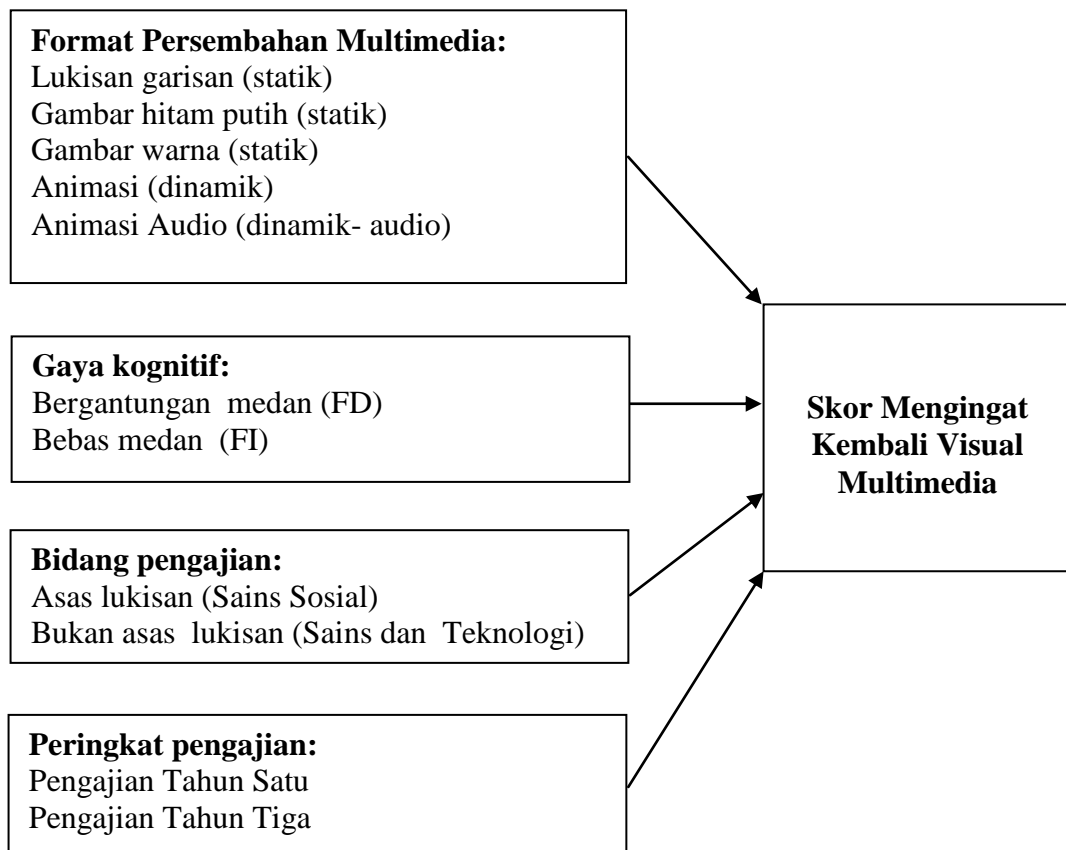 Format Persembahan Multimedia:
Lukisan garisan (statik)
Gambar hitam putih (statik)
Gambar warna (statik)
Animasi (dinamik)
Animasi Audio (dinamik- audio)
Gaya kognitif:
Bergantungan medan (FD)
Bebas medan (FI)
Bidang pengajian:
Asas lukisan (Sains Sosial)
Bukan asas lukisan (Sains dan Teknologi)
Peringkat pengajian:
Pengajian Tahun Satu
Pengajian Tahun Tiga
Skor Mengingat
Kembali Visual
Multimedia